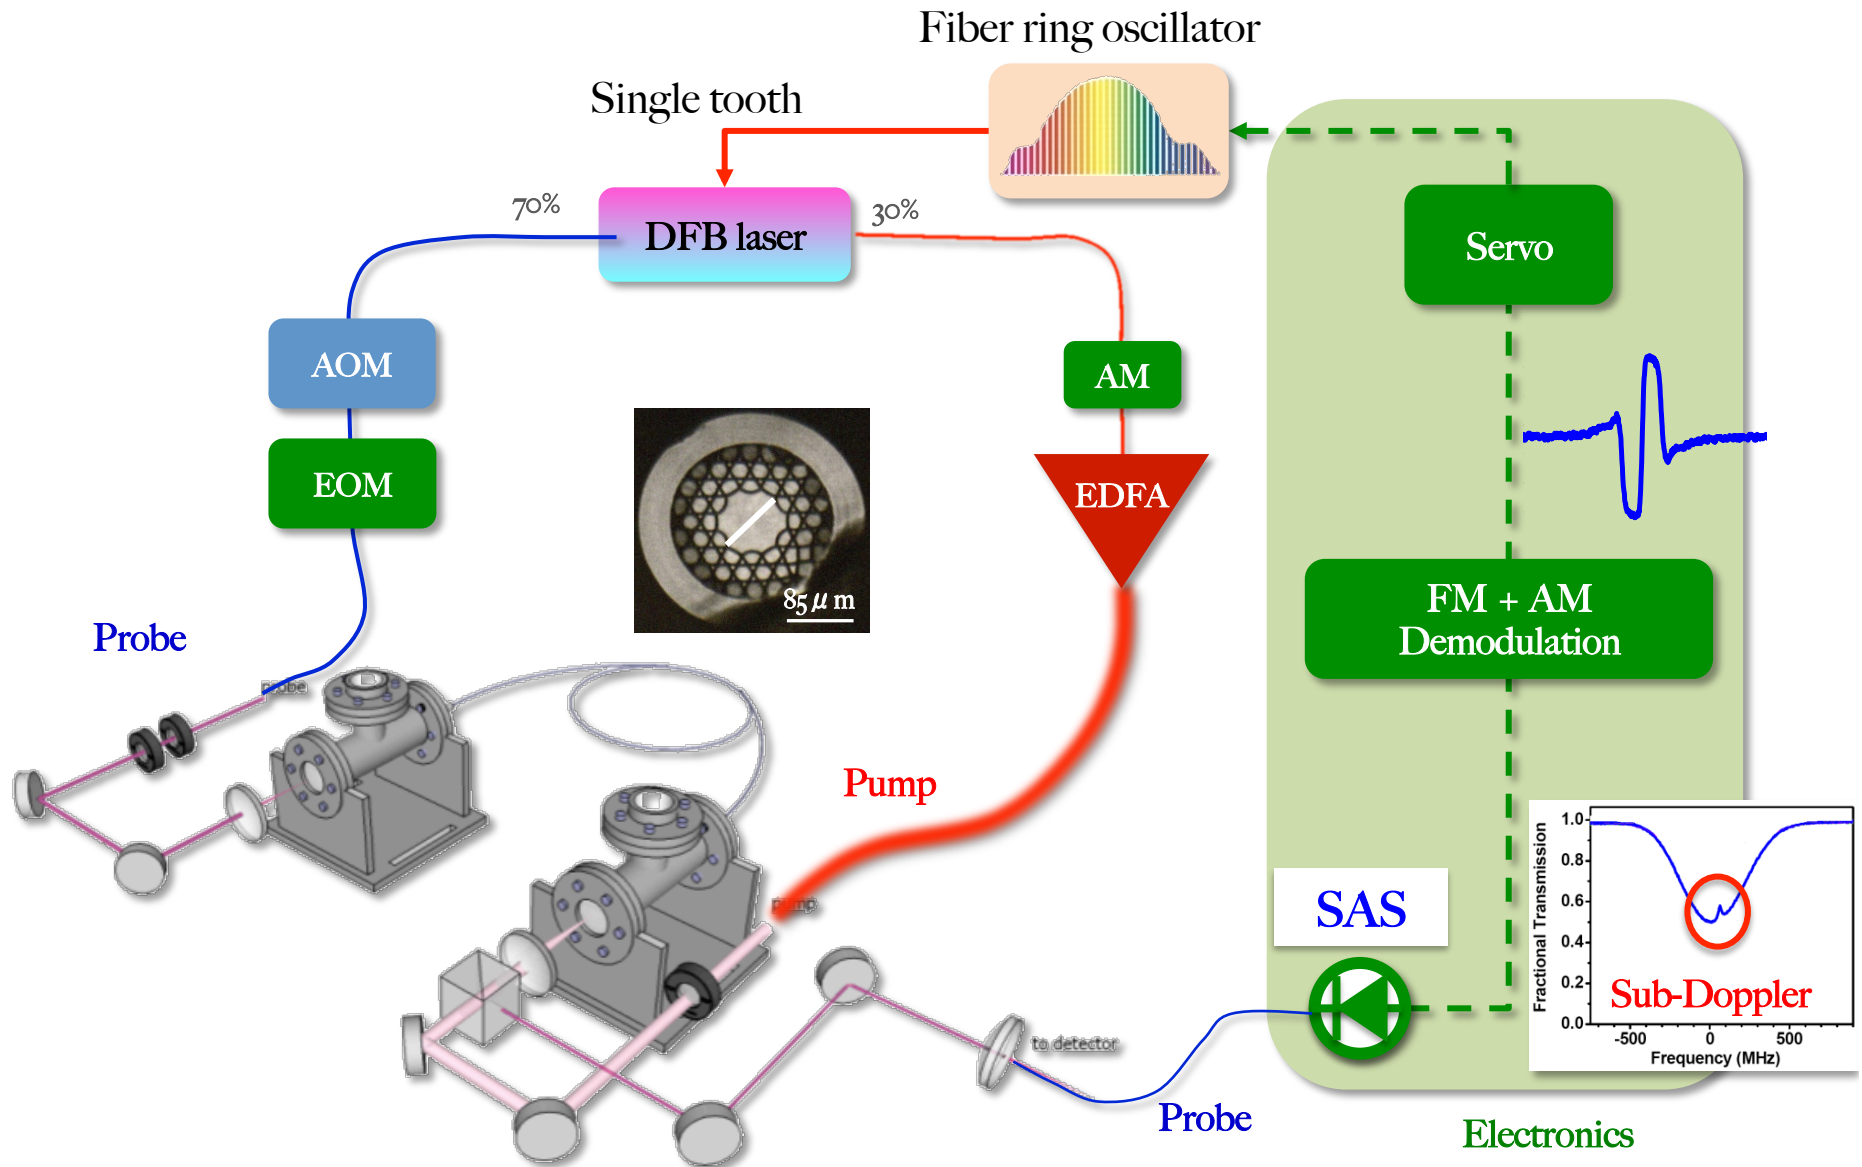 Fiber ring oscillator
Single tooth
70%
DFB laser
30%
Servo
AOM
AM
EOM
EDFA
85 μ m
FM + AM
Demodulation
Probe
probe
Pump
pump
SAS
1.0
0.8
0.6
0.4
0.2
0.0
Fractional Transmission
Sub-Doppler
-500
0
500
Frequency (MHz)
to detector
Probe
Electronics